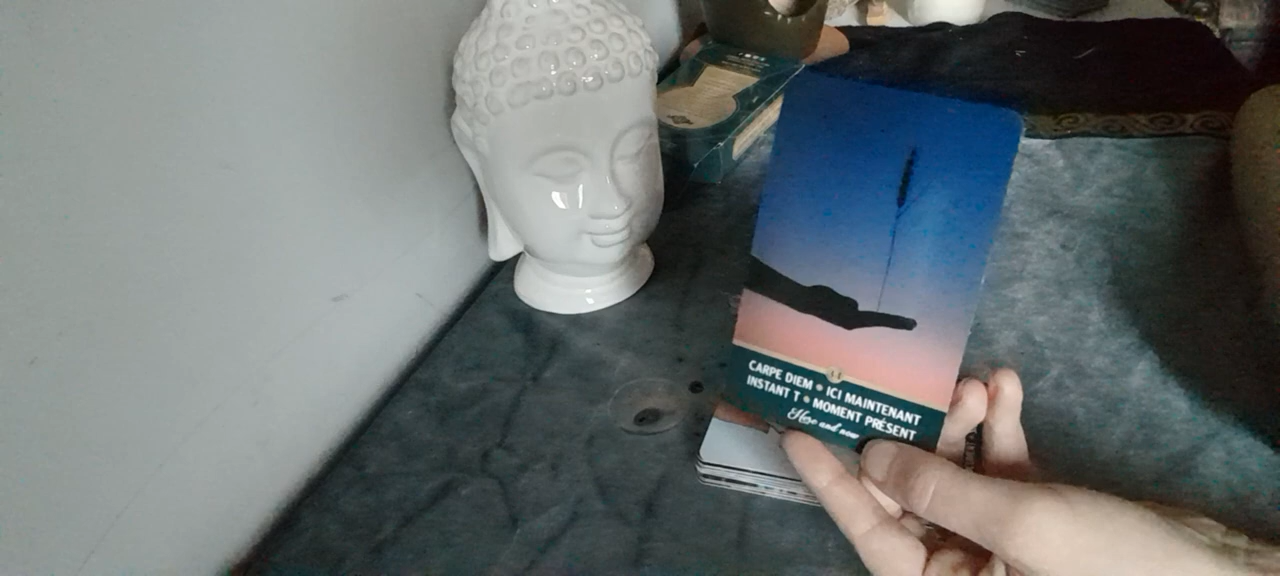 CARPE DIEM • ICI MAINTENANT
INSTANT T • MOMENT PRÉSENT
Here and now